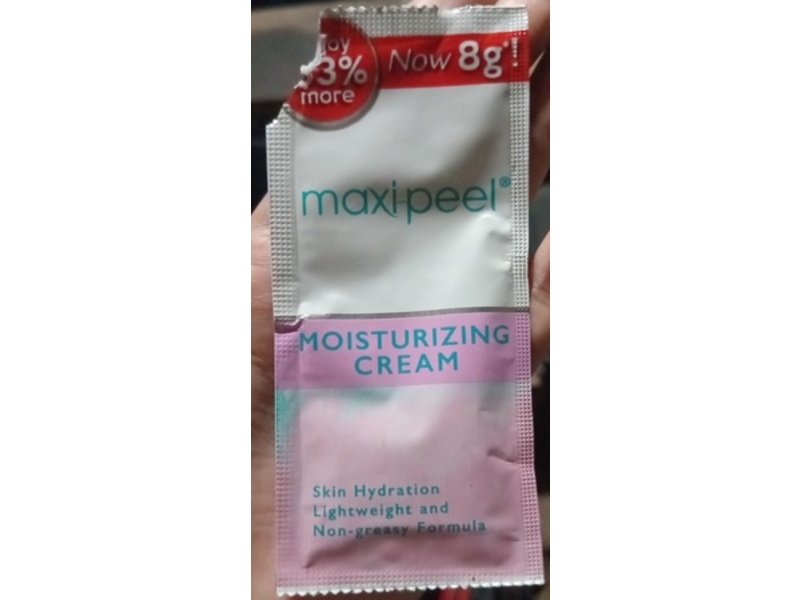 more
Now 8g*
maxi-peel®
MOISTURIZING
CREAM
Skin Hydration
Lightweight and
Non-greasy Formula